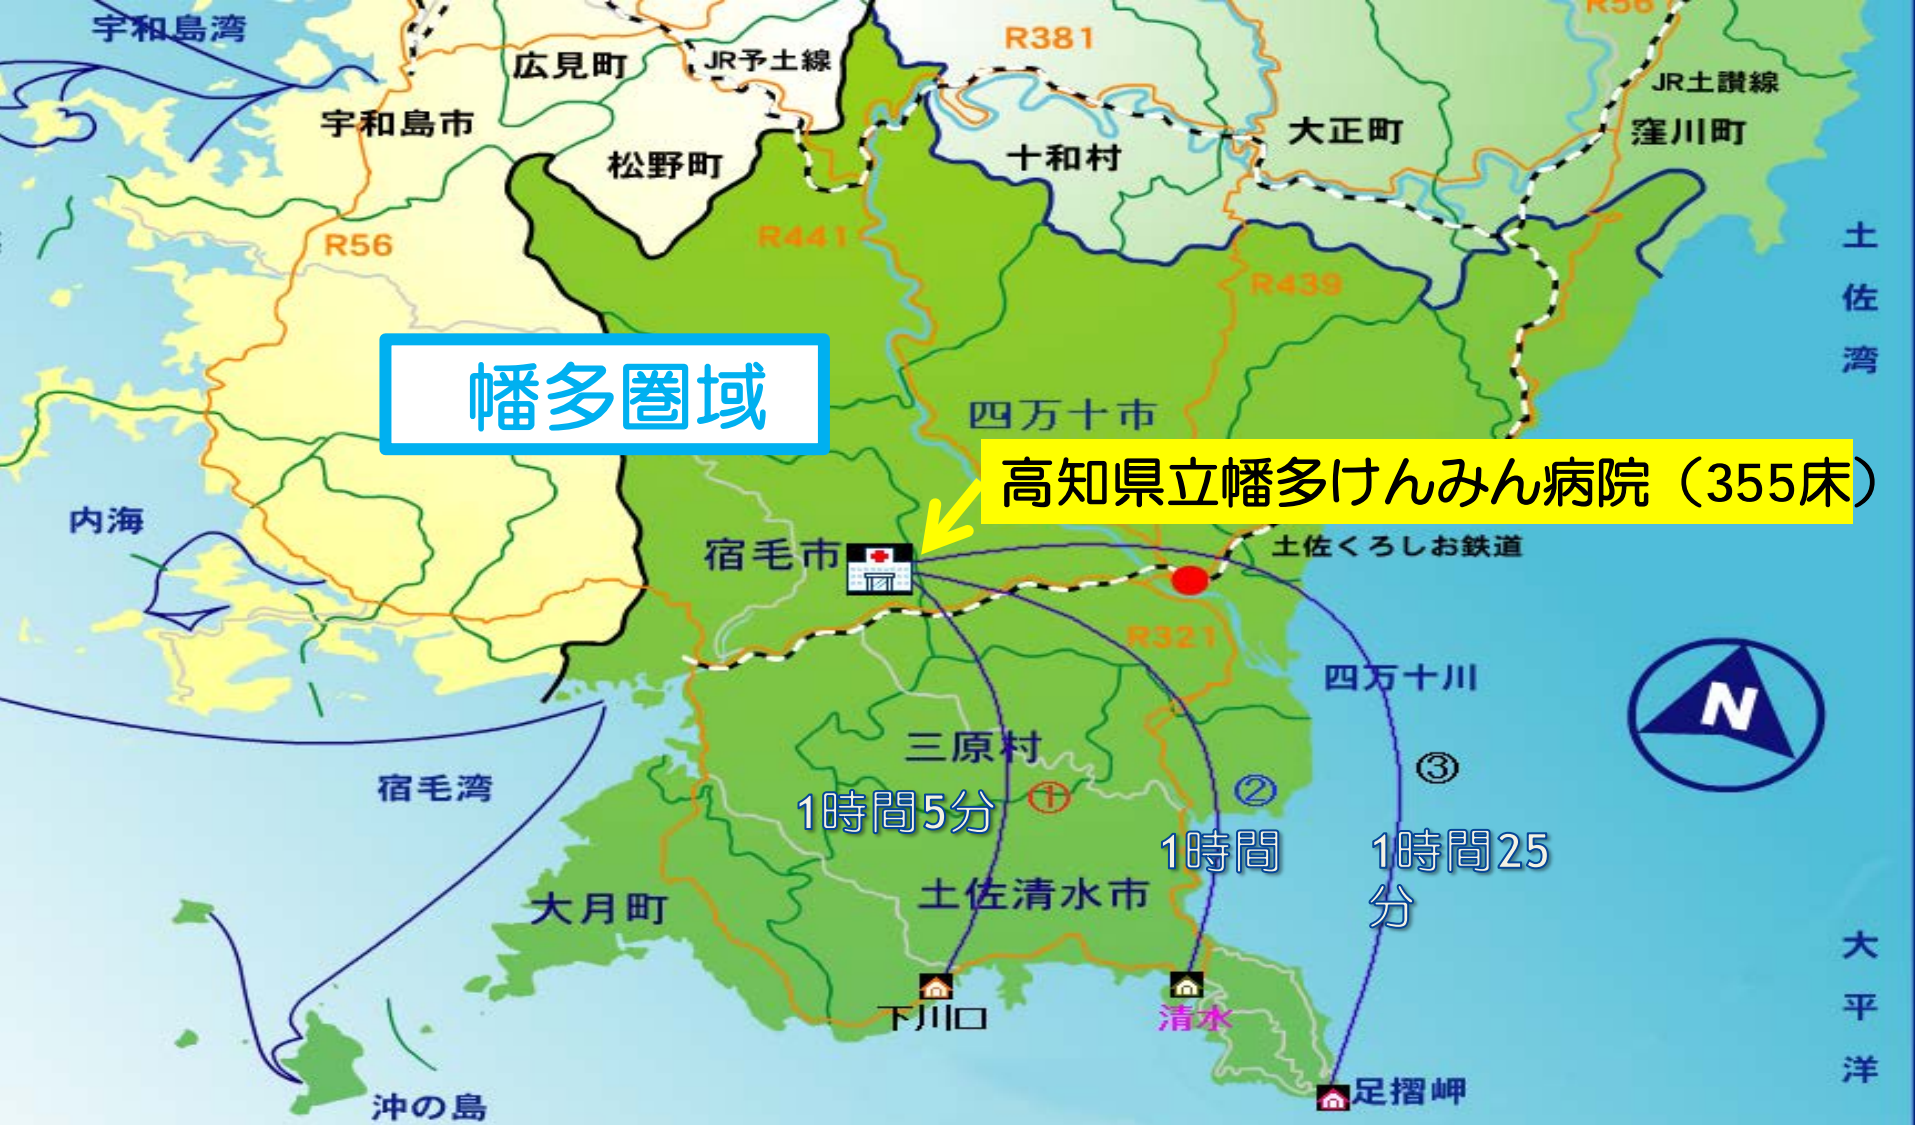 宇和島湾
広見町
JR予土線
R381
R56
JR土讃線
宇和島市
松野町
十和村
大正町
窪川町
R56
R441
R439
土佐湾
幡多圏域
四万十市
高知県立幡多けんみん病院（355床）
内海
宿毛市
土佐くろしお鉄道
R321
四万十川
N
宿毛湾
三原村
①
②
③
1時間5分
1時間
1時間25
分
大月町
土佐清水市
大平洋
下川口
清水
足摺岬
沖の島